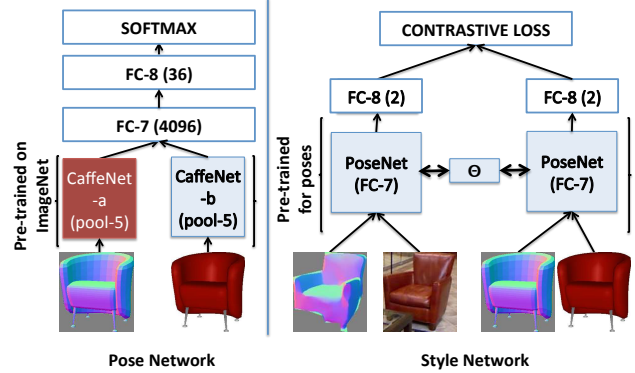 SOFTMAX
FC-8 (36)
FC-7 (4096)
Pre-trained on
ImageNet
CaffeNet
-a
(pool-5)
CaffeNet
-b
(pool-5)
Pose Network
CONTRASTIVE LOSS
FC-8 (2)
FC-8 (2)
Pre-trained
for poses
PoseNet
(FC-7)
Θ
PoseNet
(FC-7)
Style Network